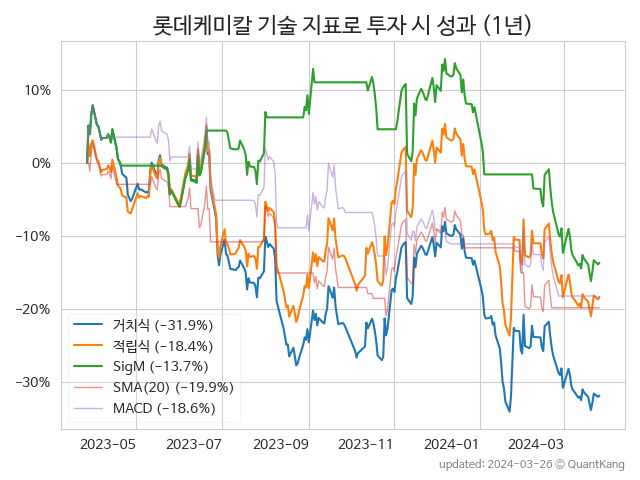 롯데케미칼 기술 지표로 투자 시 성과 (1년)
10%
0%
−10%
−20%
−30%
거치식 (−31.9%)
적립식 (−18.4%)
SigM (−13.7%)
SMA(20) (−19.9%)
MACD (−18.6%)
2023-05 2023-07 2023-09 2023-11 2024-01 2024-03
updated: 2024-03-26 © QuantKang